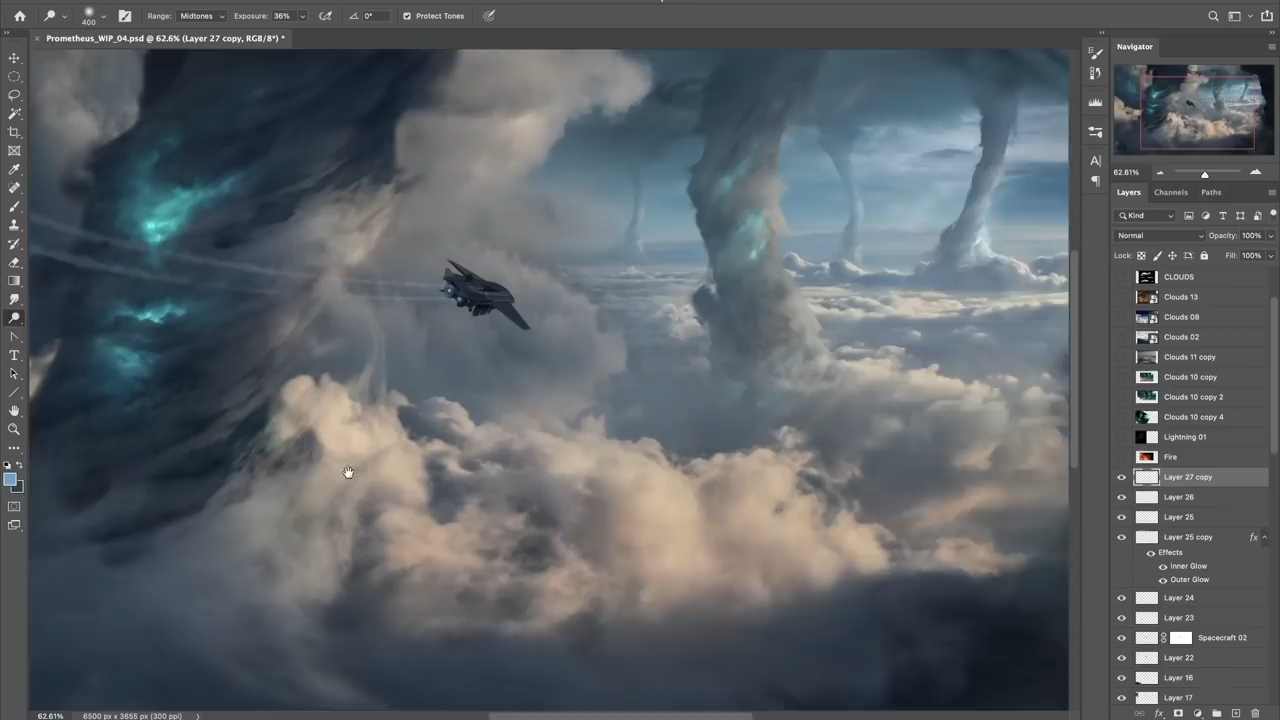 400
Range: Midtones
Exposure: 36%
0°
Protect Tones
Prometheus_WIP_04.psd @ 62.6% (Layer 27 copy, RGB/8*) *
Navigator
62.61%
Layers Channels Paths
Kind
Normal Opacity: 100%
Lock: Fill: 100%
CLOUDS
Clouds 13
Clouds 08
Clouds 02
Clouds 11 copy
Clouds 10 copy
Clouds 10 copy 2
Clouds 10 copy 4
Lightning 01
Fire
Layer 27 copy
Layer 26
Layer 25
Layer 25 copy fx
Effects
Inner Glow
Outer Glow
Layer 24
Layer 23
Spacecraft 02
Layer 22
Layer 16
Layer 17
62.61% 6500 px x 3655 px (300 ppi)